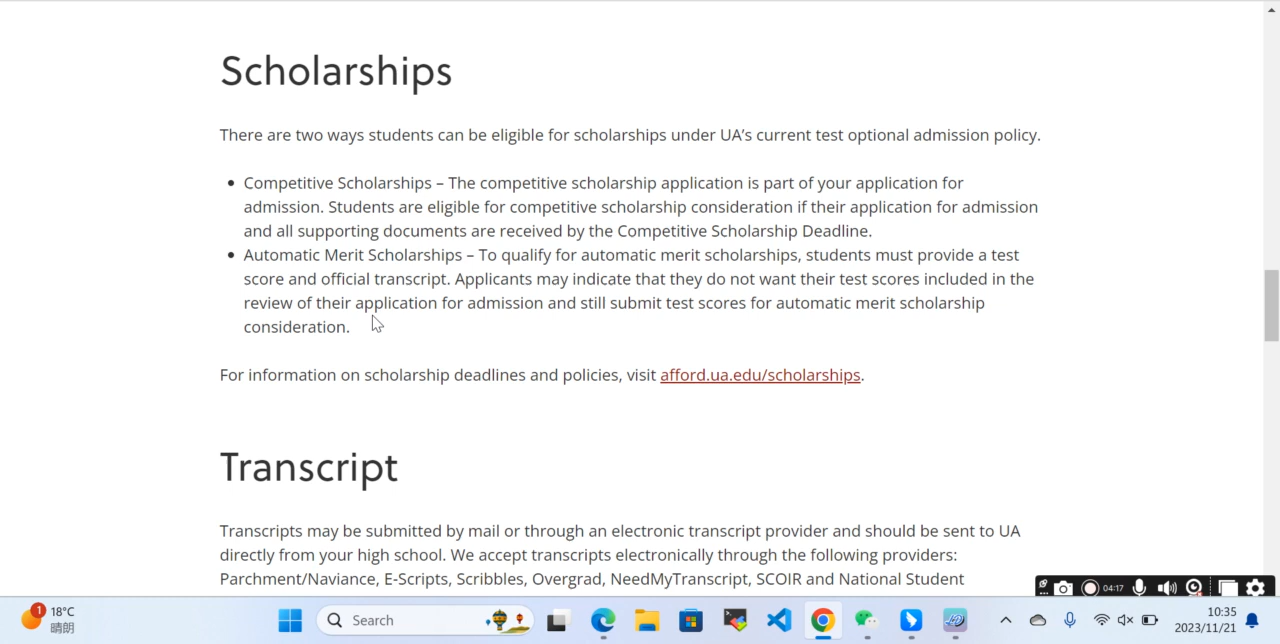 Scholarships
There are two ways students can be eligible for scholarships under UA’s current test optional admission policy.
• Competitive Scholarships – The competitive scholarship application is part of your application for
admission. Students are eligible for competitive scholarship consideration if their application for admission
and all supporting documents are received by the Competitive Scholarship Deadline.
• Automatic Merit Scholarships – To qualify for automatic merit scholarships, students must provide a test
score and official transcript. Applicants may indicate that they do not want their test scores included in the
review of their application for admission and still submit test scores for automatic merit scholarship
consideration.
For information on scholarship deadlines and policies, visit afford.ua.edu/scholarships.
Transcript
Transcripts may be submitted by mail or through an electronic transcript provider and should be sent to UA
directly from your high school. We accept transcripts electronically through the following providers:
Parchment/Naviance, E-Scripts, Scribbles, Overgrad, NeedMyTranscript, SCOIR and National Student
04:17
1
18°C
晴朗
Search
10:35
2023/11/21